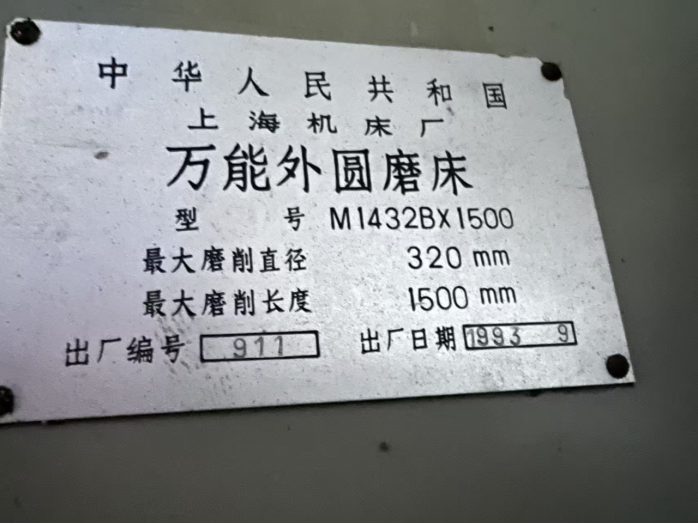 中华人民共和国
上海机床厂
万能外圆磨床
型号 M1432B×1500
最大磨削直径 320 mm
最大磨削长度 1500 mm
出厂编号 911 出厂日期 1993 9